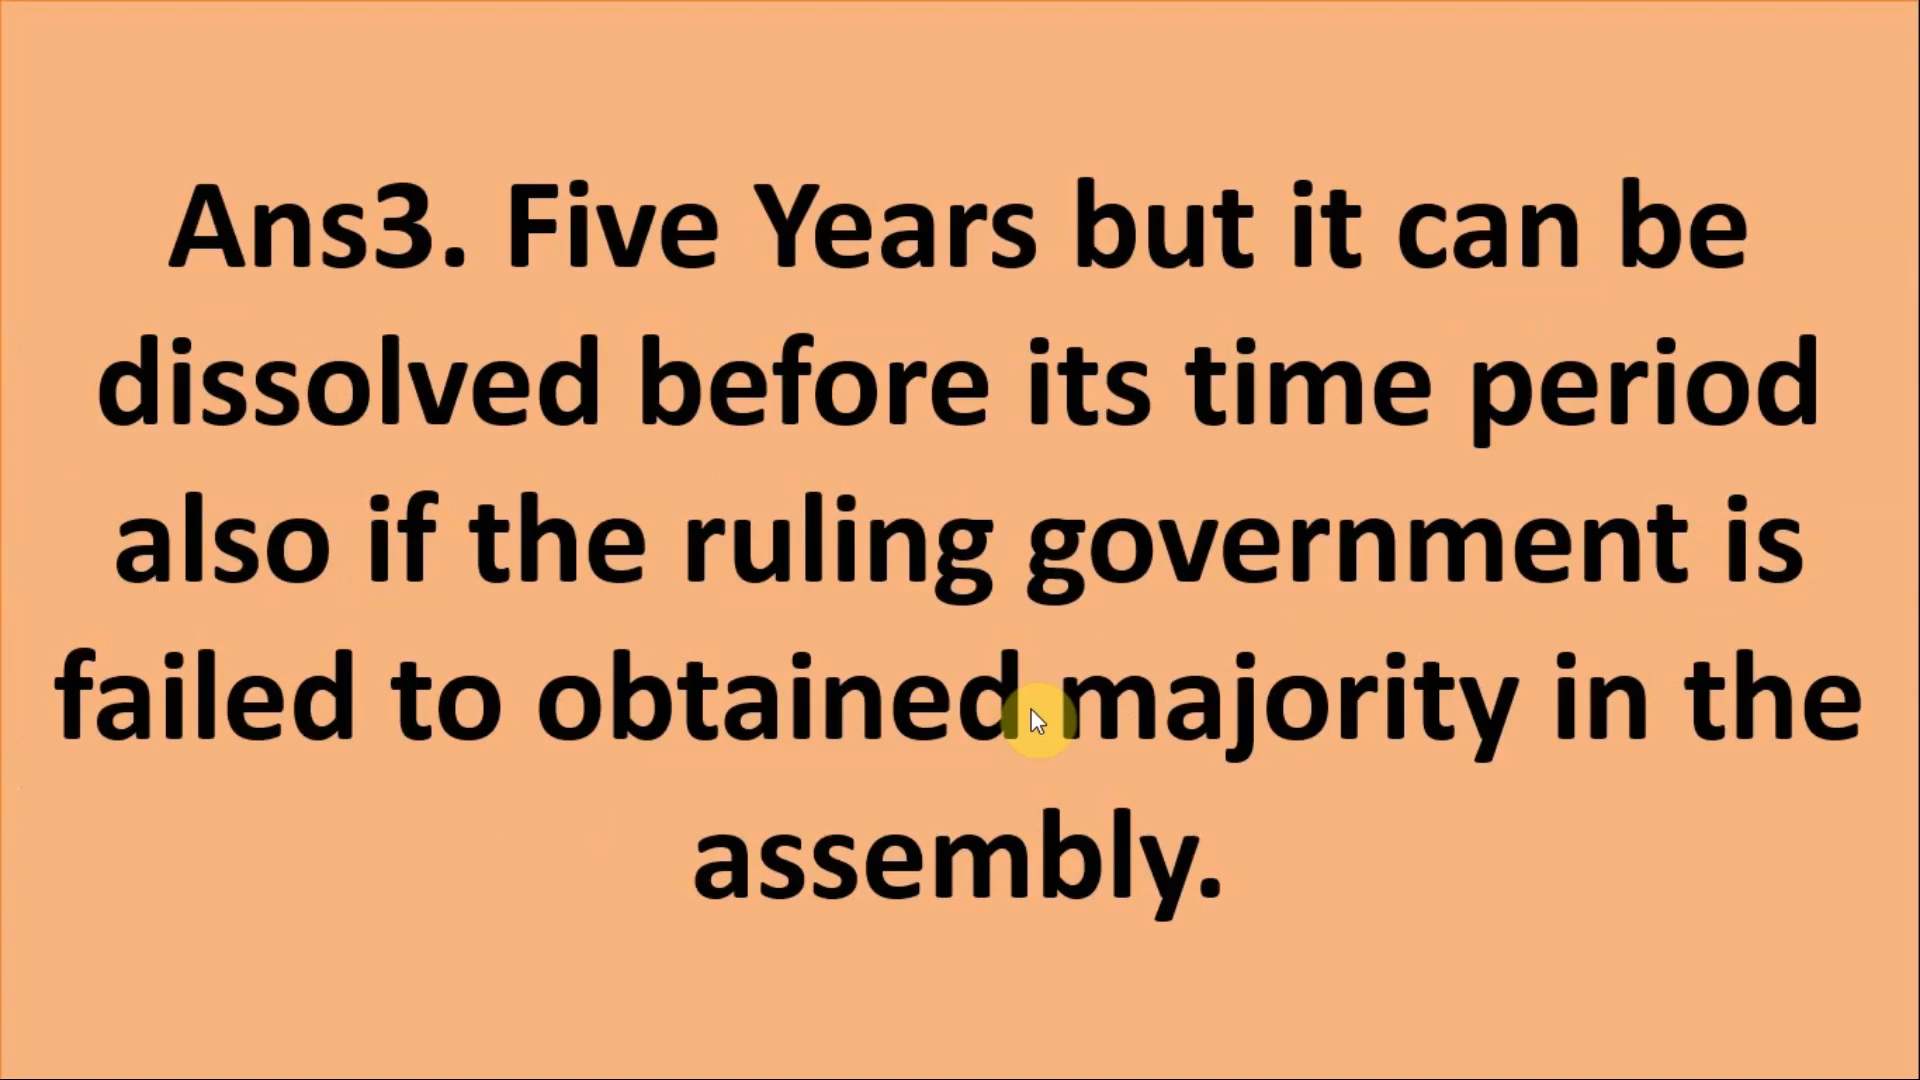 Ans3. Five Years but it can be
dissolved before its time period
also if the ruling government is
failed to obtained majority in the
assembly.